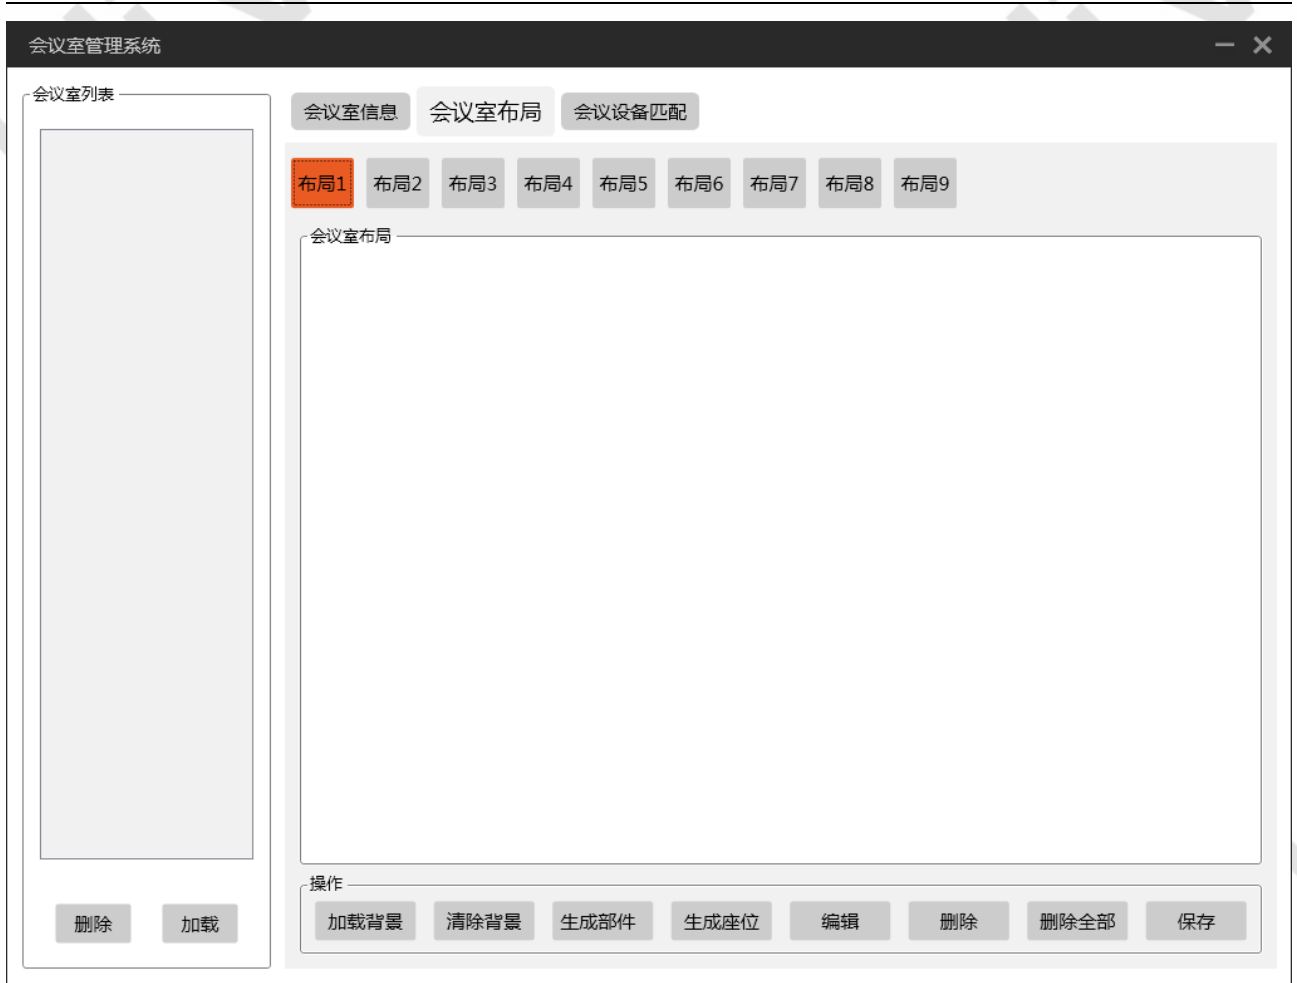 会议室管理系统
会议室列表
会议室信息 会议室布局 会议设备匹配
布局1 布局2 布局3 布局4 布局5 布局6 布局7 布局8 布局9
会议室布局
操作
删除 加载
加载背景 清除背景 生成部件 生成座位 编辑 删除 删除全部 保存